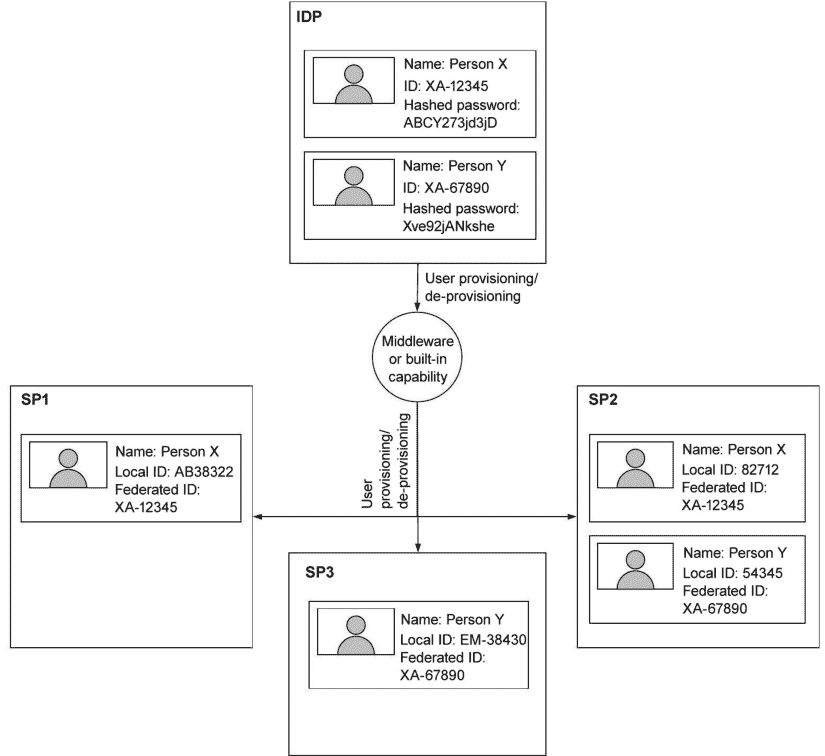 IDP
Name: Person X
ID: XA-12345
Hashed password:
ABCY273jd3jD
Name: Person Y
ID: XA-67890
Hashed password:
Xve92jANkshe
User provisioning/
de-provisioning
Middleware
or built-in
capability
User
provisioning/
de-provisioning
SP1
Name: Person X
Local ID: AB38322
Federated ID:
XA-12345
SP2
Name: Person X
Local ID: 82712
Federated ID:
XA-12345
Name: Person Y
Local ID: 54345
Federated ID:
XA-67890
SP3
Name: Person Y
Local ID: EM-38430
Federated ID:
XA-67890